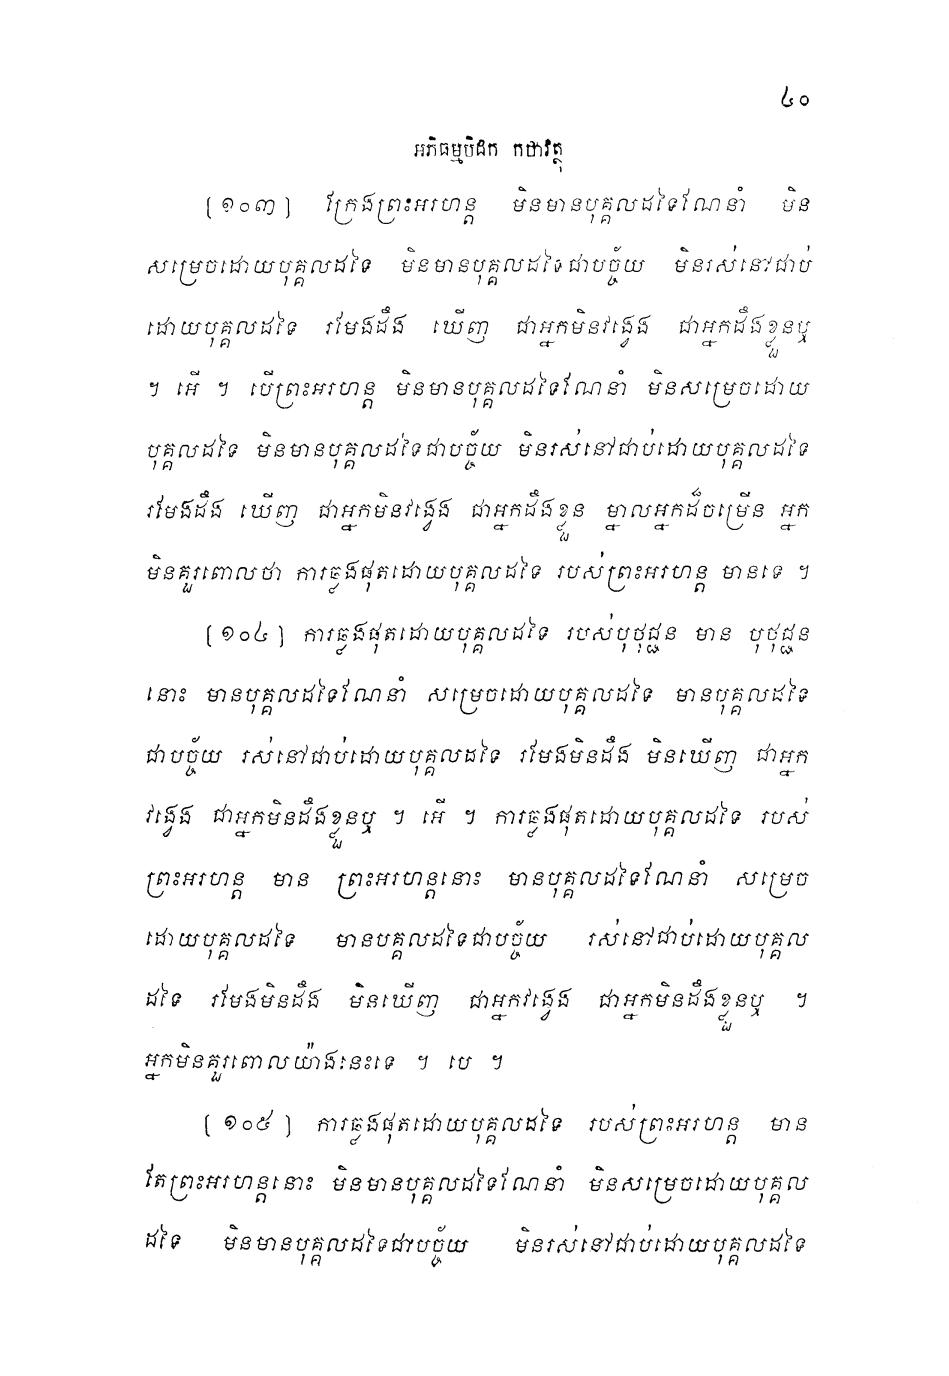 ៤០
អភិធម្មបិដក កថាវត្ថុ
[១០៣] ក្រែងព្រះអរហន្ត មិនមានបុគ្គលដទៃណែនាំ មិន
សម្រេចដោយបុគ្គលដទៃ មិនមានបុគ្គលដទៃជាបច្ច័យ មិនរស់នៅជាប់
ដោយបុគ្គលដទៃ រមែងដឹង ឃើញ ជាអ្នកមិនវង្វេង ជាអ្នកដឹងខ្លួនឬ
។ អើ ។ បើព្រះអរហន្ត មិនមានបុគ្គលដទៃណែនាំ មិនសម្រេចដោយ
បុគ្គលដទៃ មិនមានបុគ្គលដទៃជាបច្ច័យ មិនរស់នៅជាប់ដោយបុគ្គលដទៃ
រមែងដឹង ឃើញ ជាអ្នកមិនវង្វេង ជាអ្នកដឹងខ្លួន ម្នាលអ្នកដ៏ចម្រើន អ្នក
មិនគួរពោលថា ការឆ្លងផុតដោយបុគ្គលដទៃ របស់ព្រះអរហន្ត មានទេ ។
[១០៤] ការឆ្លងផុតដោយបុគ្គលដទៃ របស់បុថុជ្ជន មាន បុថុជ្ជន
នោះ មានបុគ្គលដទៃណែនាំ សម្រេចដោយបុគ្គលដទៃ មានបុគ្គលដទៃ
ជាបច្ច័យ រស់នៅជាប់ដោយបុគ្គលដទៃ រមែងមិនដឹង មិនឃើញ ជាអ្នក
វង្វេង ជាអ្នកមិនដឹងខ្លួនឬ ។ អើ ។ ការឆ្លងផុតដោយបុគ្គលដទៃ របស់
ព្រះអរហន្ត មាន ព្រះអរហន្តនោះ មានបុគ្គលដទៃណែនាំ សម្រេច
ដោយបុគ្គលដទៃ មានបគ្គលដទៃជាបច្ច័យ រស់នៅជាប់ដោយបុគ្គល
ដទៃ រមែងមិនដឹង មិនឃើញ ជាអ្នកវង្វេង ជាអ្នកមិនដឹងខ្លួនឬ ។
អ្នកមិនគួរពោលយ៉ាងនេះទេ ។ បេ ។
[១០៥] ការឆ្លងផុតដោយបុគ្គលដទៃ របស់ព្រះអរហន្ត មាន
តែព្រះអរហន្តនោះ មិនមានបុគ្គលដទៃណែនាំ មិនសម្រេចដោយបុគ្គល
ដទៃ មិនមានបុគ្គលដទៃជាបច្ច័យ មិនរស់នៅជាប់ដោយបុគ្គលដទៃ